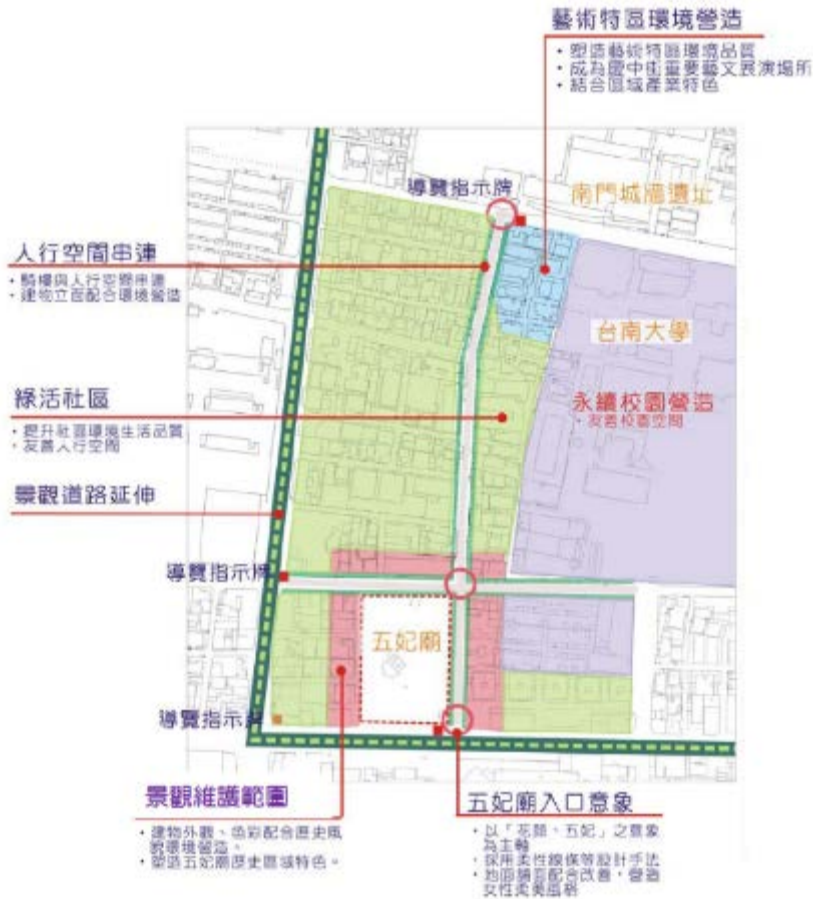 藝術特區環境營造
・塑造藝術特區環境品質
・成為慶中街重要藝文展演場所
・結合區域產業特色
導覽指示牌
南門城牆遺址
人行空間串連
・騎樓與人行空間串連
・建物立面配合環境營造
台南大學
永續校園營造
・友善校園空間
綠活社區
・提升社區環境生活品質
・友善人行空間
景觀道路延伸
導覽指示牌
五妃廟
導覽指示牌
景觀維護範圍
・建物外觀、色彩配合歷史風
貌環境營造。
・塑造五妃廟歷史區域特色。
五妃廟入口意象
・以「花顏、五妃」之意象
為主軸
・採用柔性線條等設計手法
・地面鋪面配合改善，營造
女性柔美風格